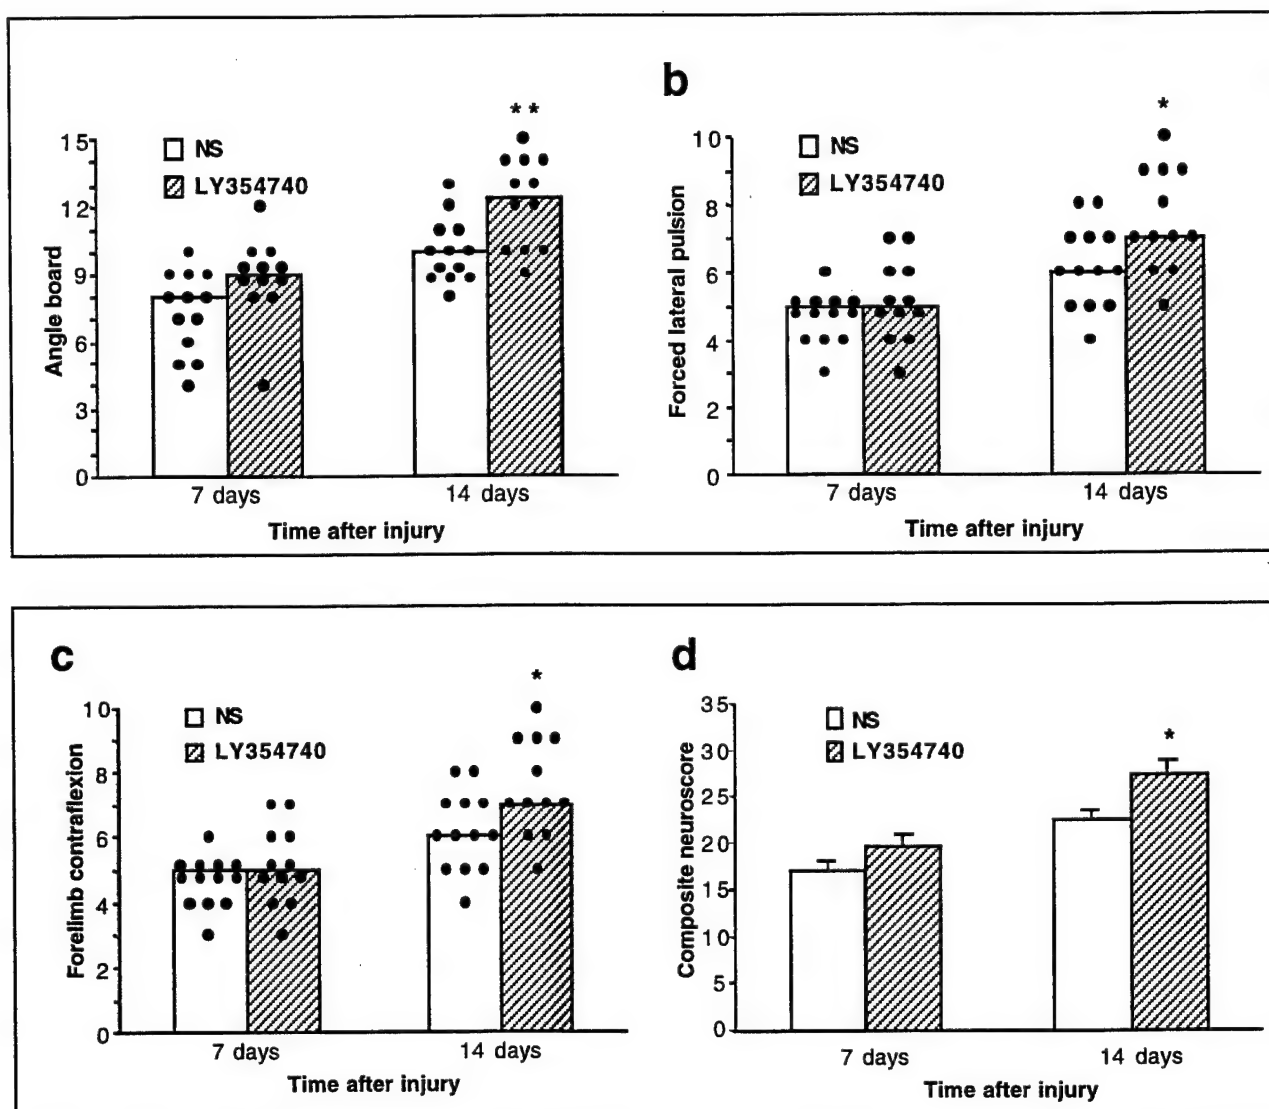 * *
NS
LY354740
15
12
9
6
3
0
Angle board
7 days
14 days
Time after injury
b
*
NS
LY354740
10
8
6
4
2
0
Forced lateral pulsion
7 days
14 days
Time after injury
c
*
NS
LY354740
10
8
6
4
2
0
Forelimb contraflexion
7 days
14 days
Time after injury
d
*
NS
LY354740
35
30
25
20
15
10
5
0
Composite neuroscore
7 days
14 days
Time after injury